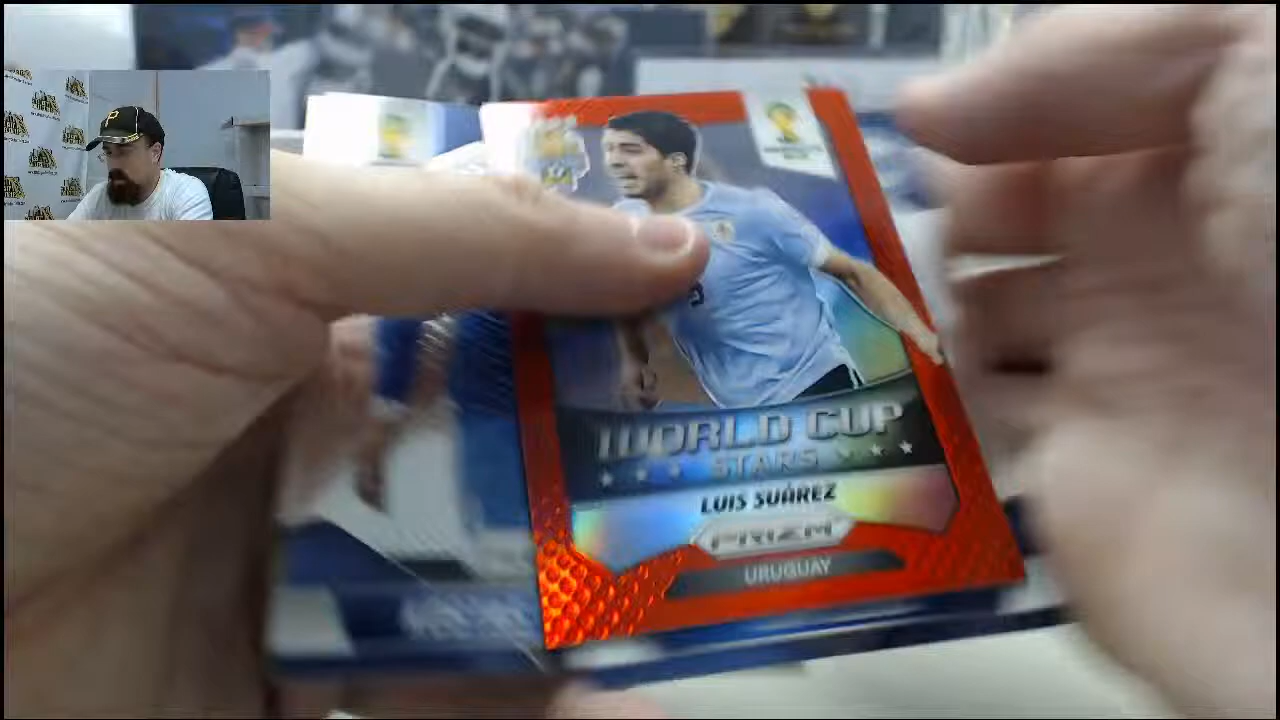 P
WORLD CUP
STARS
LUIS SUÁREZ
PRIZM
URUGUAY